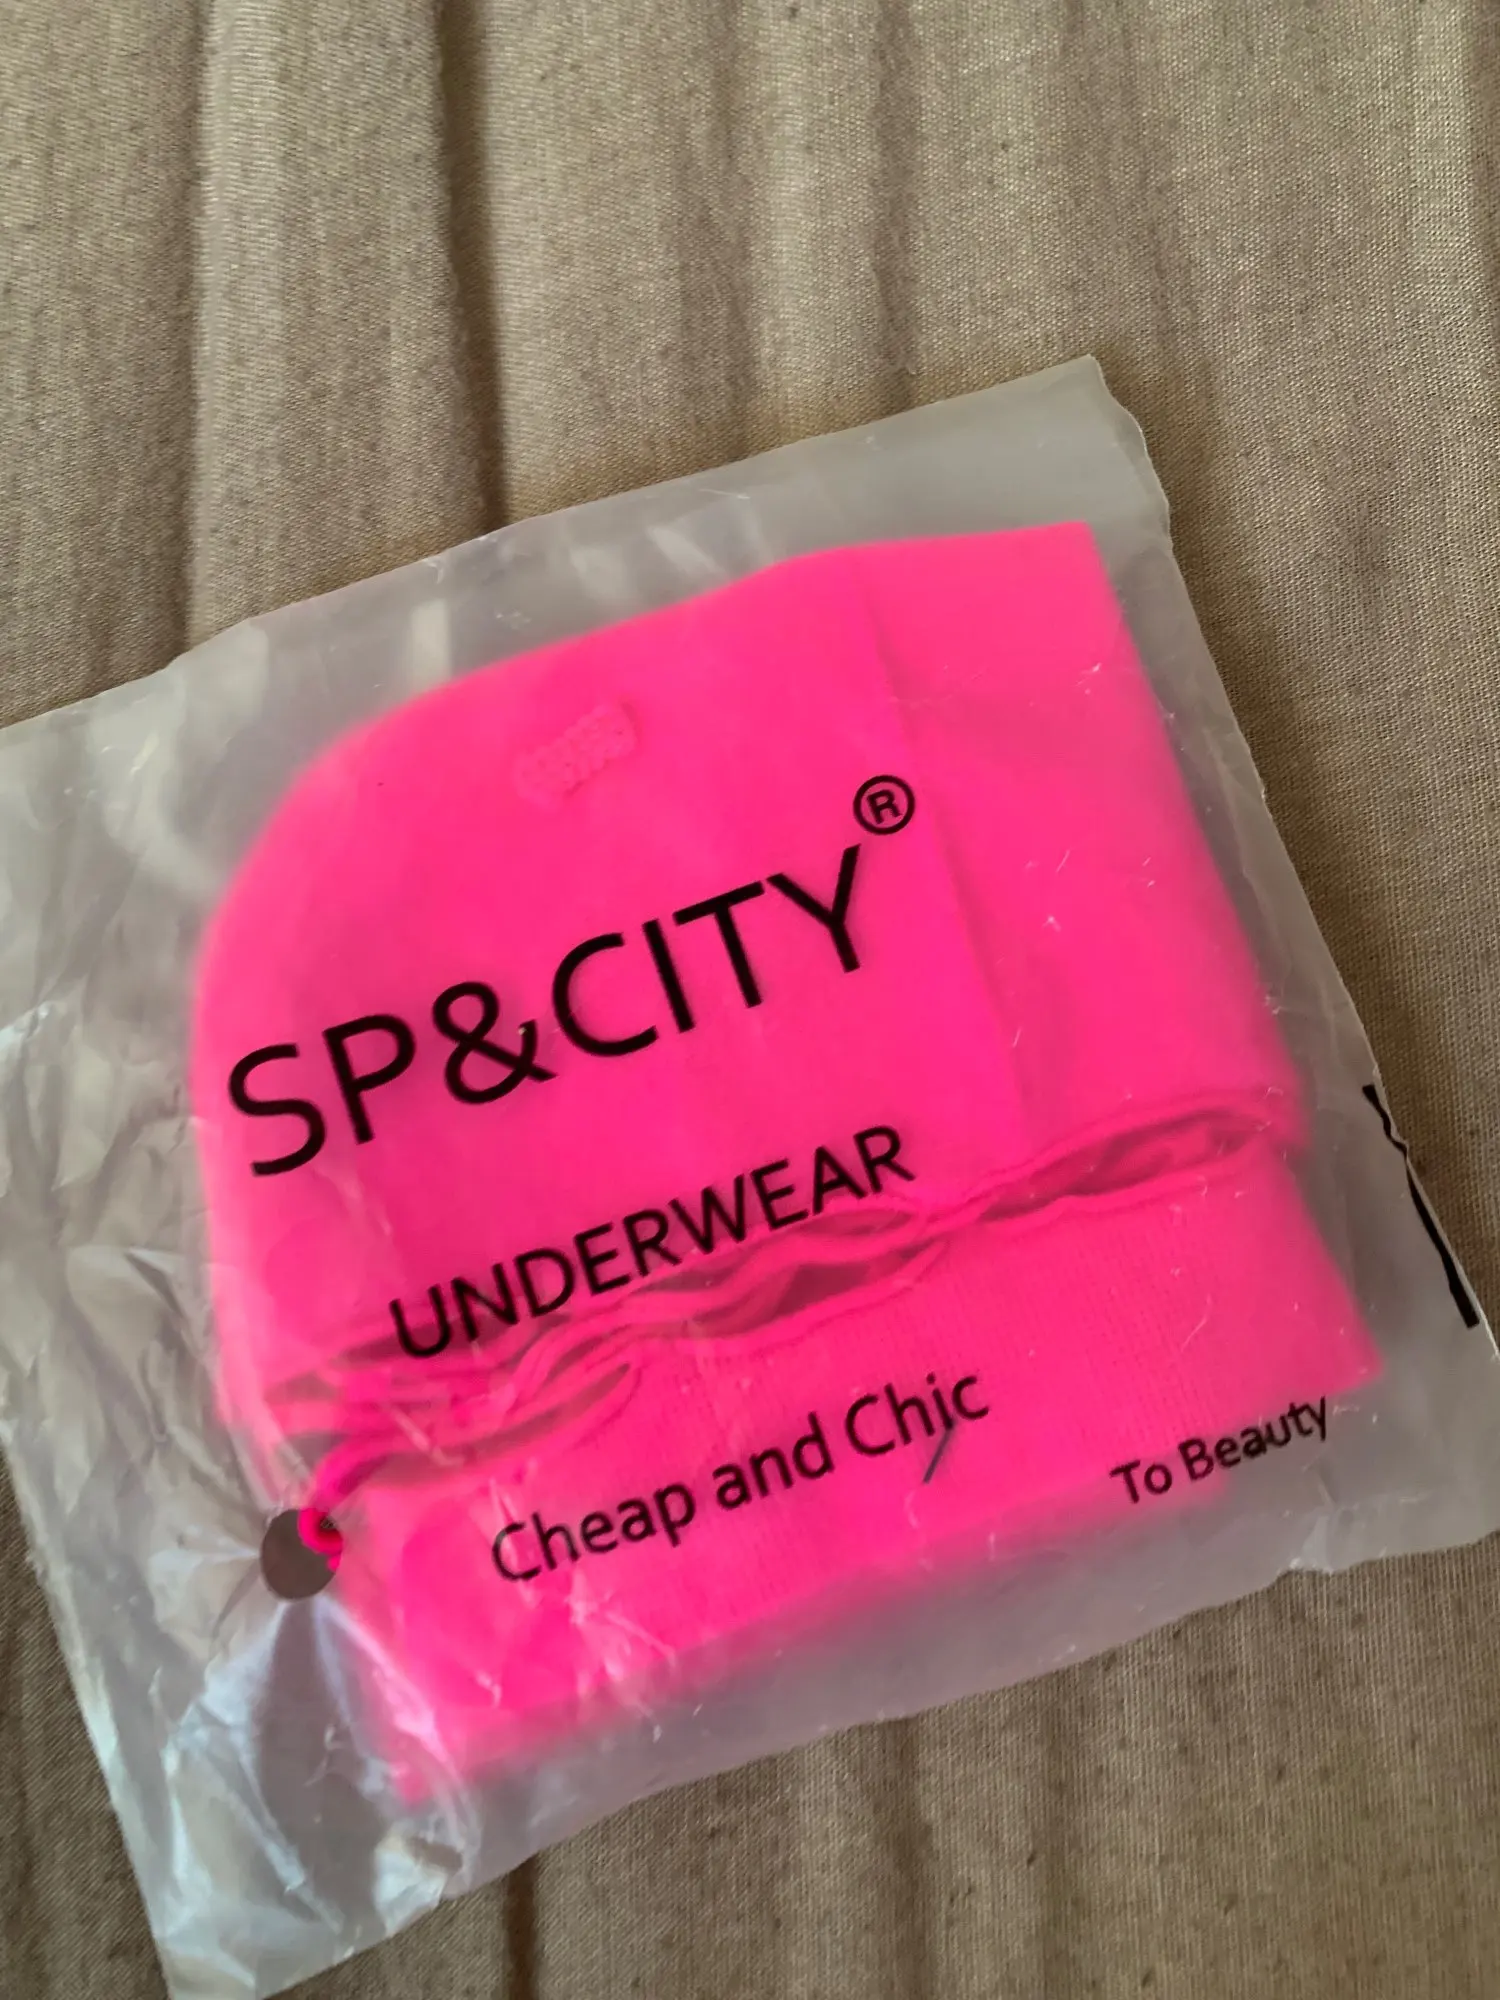 SP&CITY®
UNDERWEAR
Cheap and Chic
To Beauty